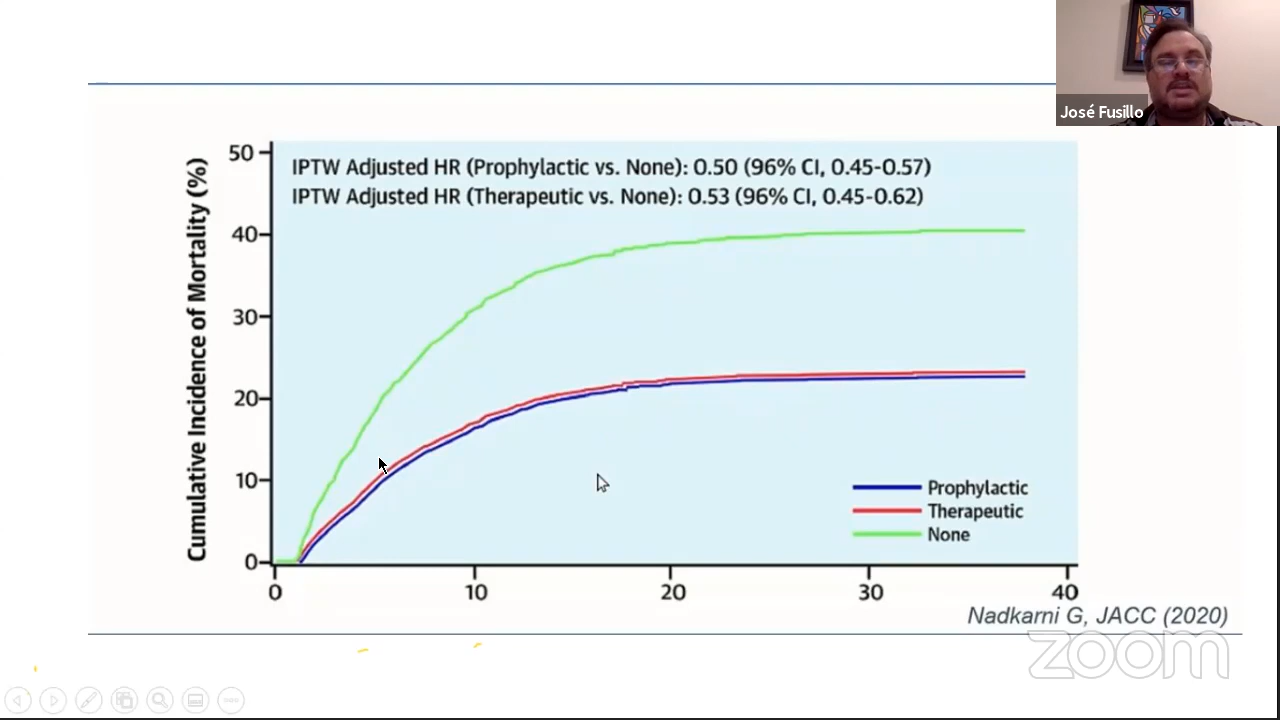 José Fusillo
Cumulative Incidence of Mortality (%)
50
40
30
20
10
0
IPTW Adjusted HR (Prophylactic vs. None): 0.50 (96% CI, 0.45-0.57)
IPTW Adjusted HR (Therapeutic vs. None): 0.53 (96% CI, 0.45-0.62)
Prophylactic
Therapeutic
None
0 10 20 30 40
Nadkarni G, JACC (2020)
zoom